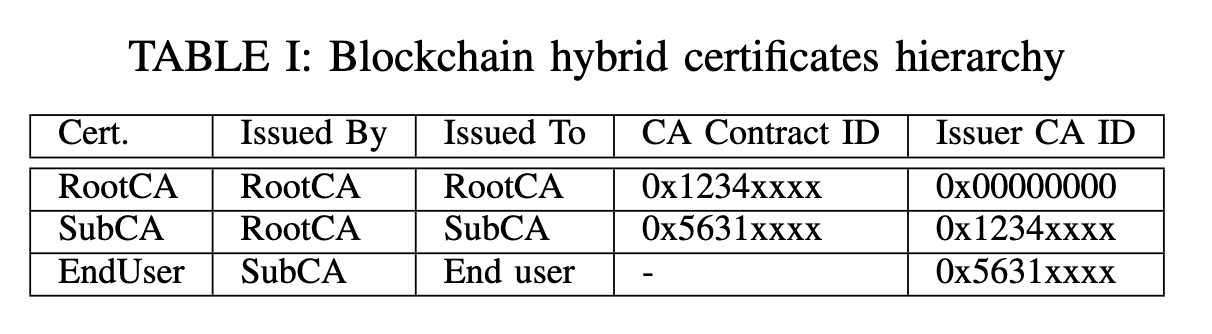 TABLE I: Blockchain hybrid certificates hierarchy
Cert. Issued By Issued To CA Contract ID Issuer CA ID
RootCA RootCA RootCA 0x1234xxxx 0x00000000
SubCA RootCA SubCA 0x5631xxxx 0x1234xxxx
EndUser SubCA End user - 0x5631xxxx